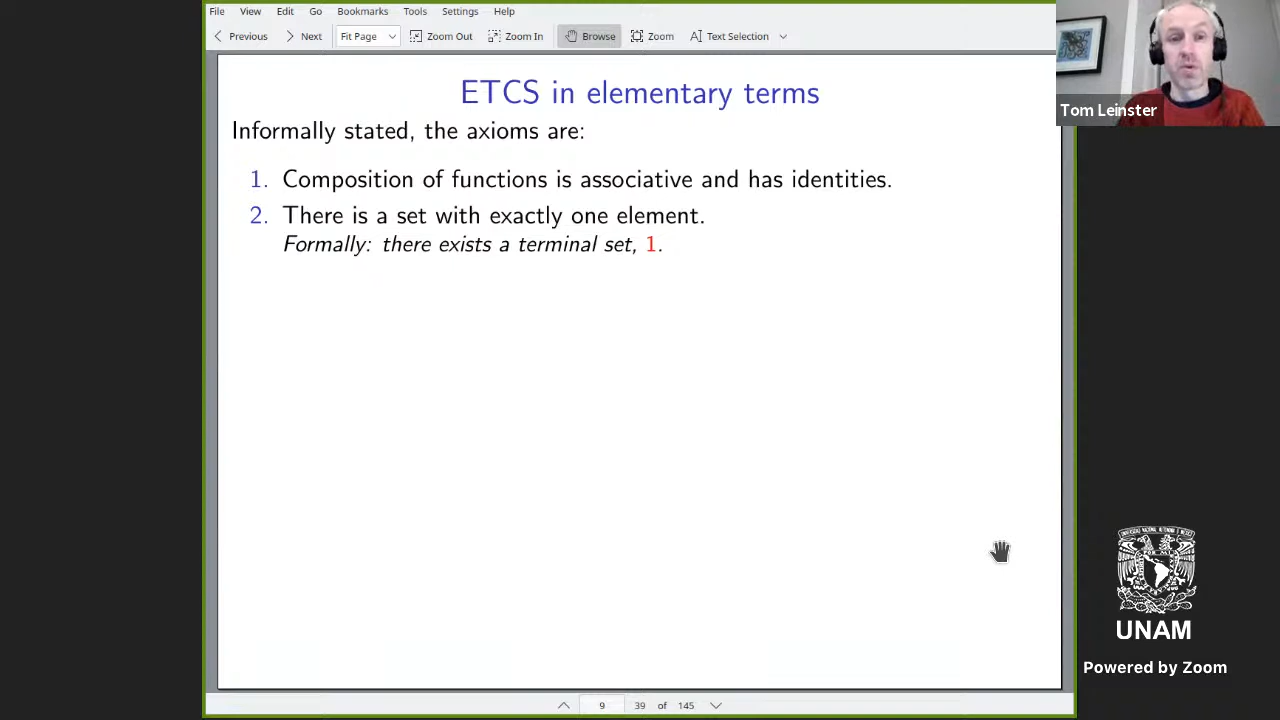 File View Edit Go Bookmarks Tools Settings Help
Previous Next Fit Page Zoom Out Zoom In Browse Zoom Text Selection
ETCS in elementary terms
Informally stated, the axioms are:
1. Composition of functions is associative and has identities.
2. There is a set with exactly one element.
Formally: there exists a terminal set, 1.
Tom Leinster
UNAM
Powered by Zoom
9 39 of 145